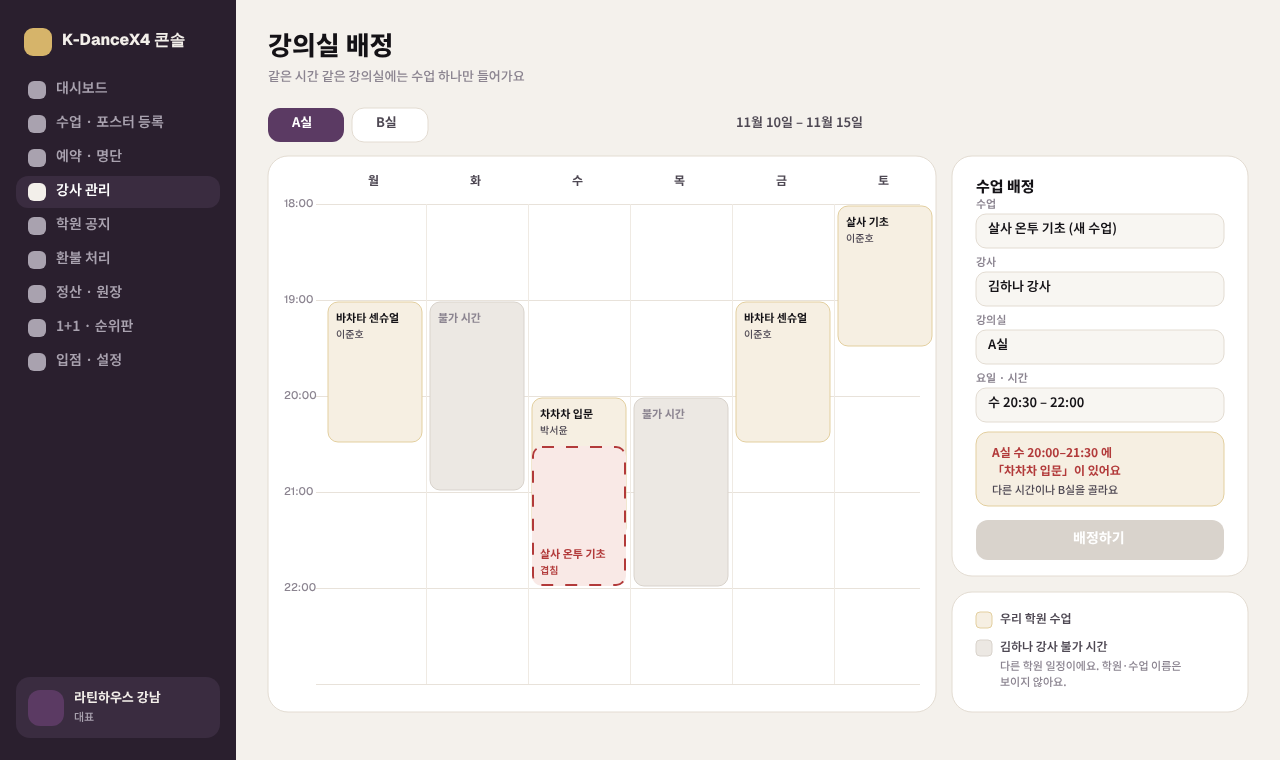 K-DanceX4 콘솔
대시보드
수업 · 포스터 등록
예약 · 명단
강사 관리
학원 공지
환불 처리
정산 · 원장
1+1 · 순위판
입점 · 설정
라틴하우스 강남
대표
강의실 배정
같은 시간 같은 강의실에는 수업 하나만 들어가요
A실
B실
11월 10일 – 11월 15일
월
화
수
목
금
토
18:00
19:00
20:00
21:00
22:00
바차타 센슈얼
이준호
불가 시간
차차차 입문
박서윤
살사 온투 기초
겹침
불가 시간
바차타 센슈얼
이준호
살사 기초
이준호
수업 배정
수업
살사 온투 기초 (새 수업)
강사
김하나 강사
강의실
A실
요일 · 시간
수 20:30 – 22:00
A실 수 20:00–21:30 에
「차차차 입문」이 있어요
다른 시간이나 B실을 골라요
배정하기
우리 학원 수업
김하나 강사 불가 시간
다른 학원 일정이에요. 학원·수업 이름은
보이지 않아요.